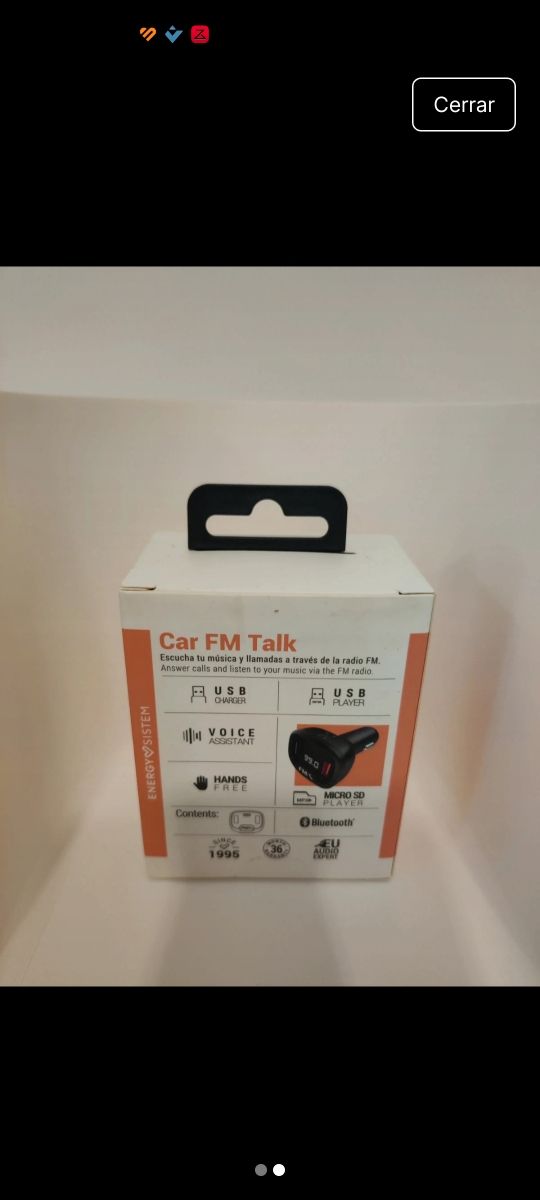 Cerrar
Car FM Talk
Escucha tu música y llamadas a través de la radio FM.
Answer calls and listen to your music via the FM radio.
USB
CHARGER
USB
PLAYER
VOICE
ASSISTANT
99.0
HANDS
FREE
MICRO SD
PLAYER
ENERGY SISTEM
Contents:
Bluetooth®
SINCE
1995
36
EU
AUDIO
EXPERT